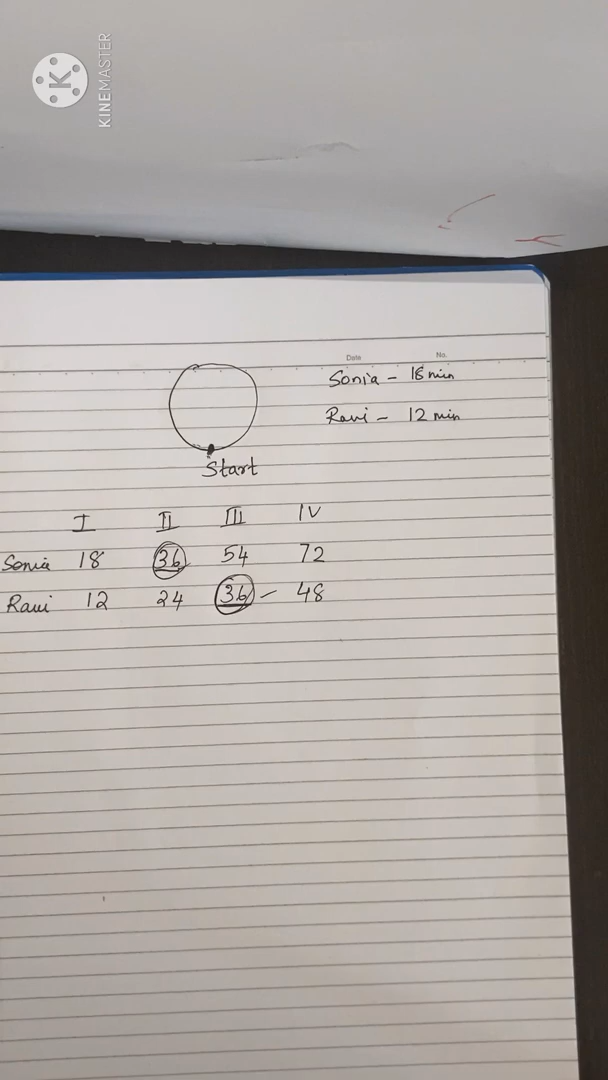 KINEMASTER
Date No.
Sonia - 18 min
Ravi - 12 min
Start
I II III IV
Sonia 18 36 54 72
Ravi 12 24 36 - 48